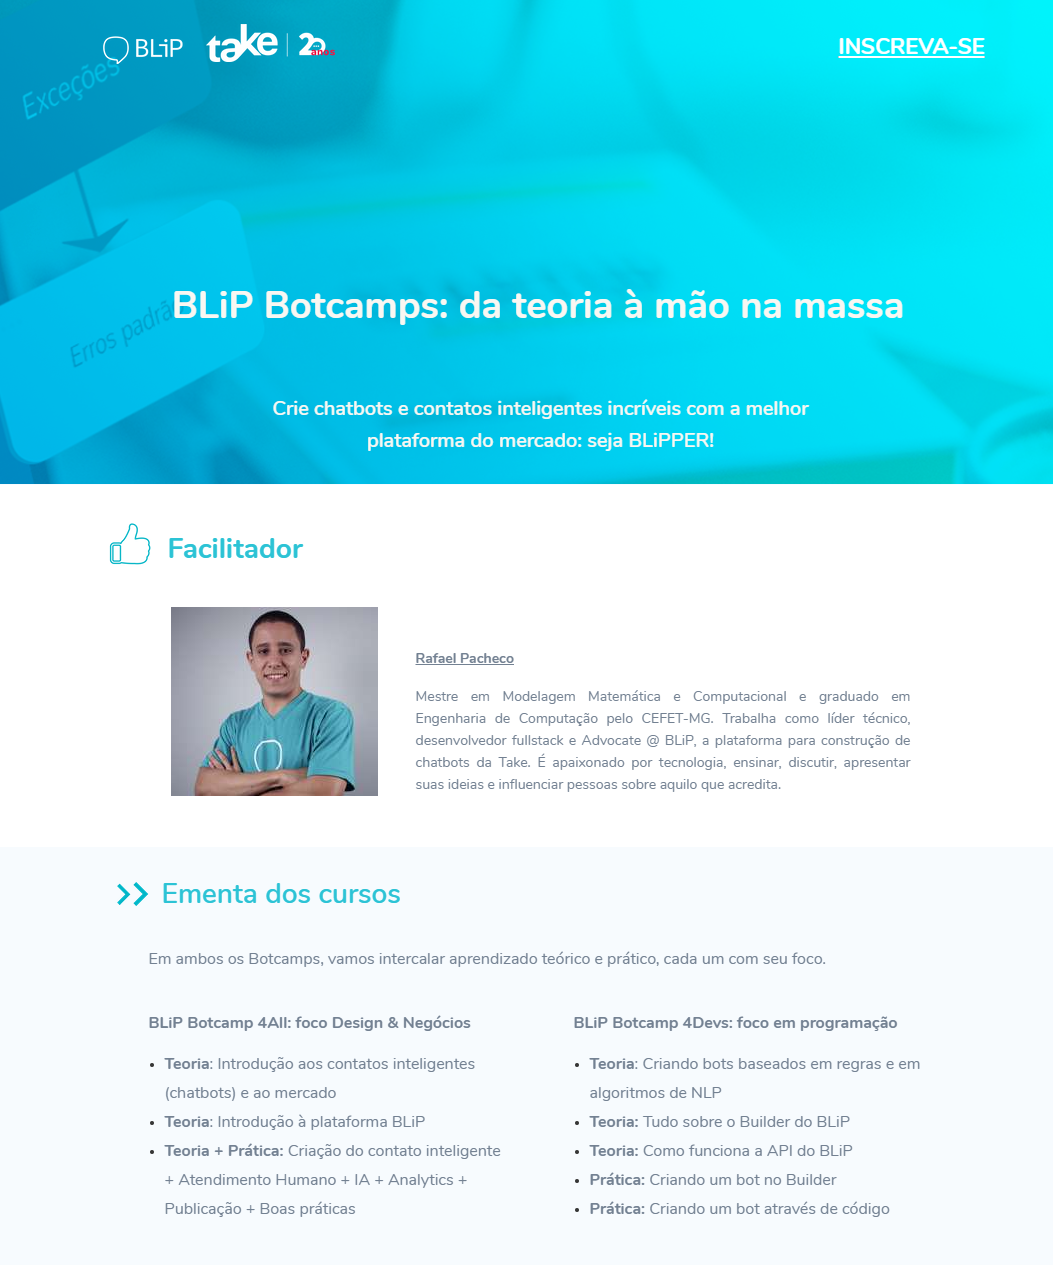 BLiP take 20 anos
INSCREVA-SE
Exceções
Erros padrã
BLiP Botcamps: da teoria à mão na massa
Crie chatbots e contatos inteligentes incríveis com a melhor
plataforma do mercado: seja BLiPPER!
Facilitador
Rafael Pacheco
Mestre em Modelagem Matemática e Computacional e graduado em
Engenharia de Computação pelo CEFET-MG. Trabalha como líder técnico,
desenvolvedor fullstack e Advocate @ BLiP, a plataforma para construção de
chatbots da Take. É apaixonado por tecnologia, ensinar, discutir, apresentar
suas ideias e influenciar pessoas sobre aquilo que acredita.
Ementa dos cursos
Em ambos os Botcamps, vamos intercalar aprendizado teórico e prático, cada um com seu foco.
BLiP Botcamp 4All: foco Design & Negócios
• Teoria: Introdução aos contatos inteligentes
(chatbots) e ao mercado
• Teoria: Introdução à plataforma BLiP
• Teoria + Prática: Criação do contato inteligente
+ Atendimento Humano + IA + Analytics +
Publicação + Boas práticas
BLiP Botcamp 4Devs: foco em programação
• Teoria: Criando bots baseados em regras e em
algoritmos de NLP
• Teoria: Tudo sobre o Builder do BLiP
• Teoria: Como funciona a API do BLiP
• Prática: Criando um bot no Builder
• Prática: Criando um bot através de código